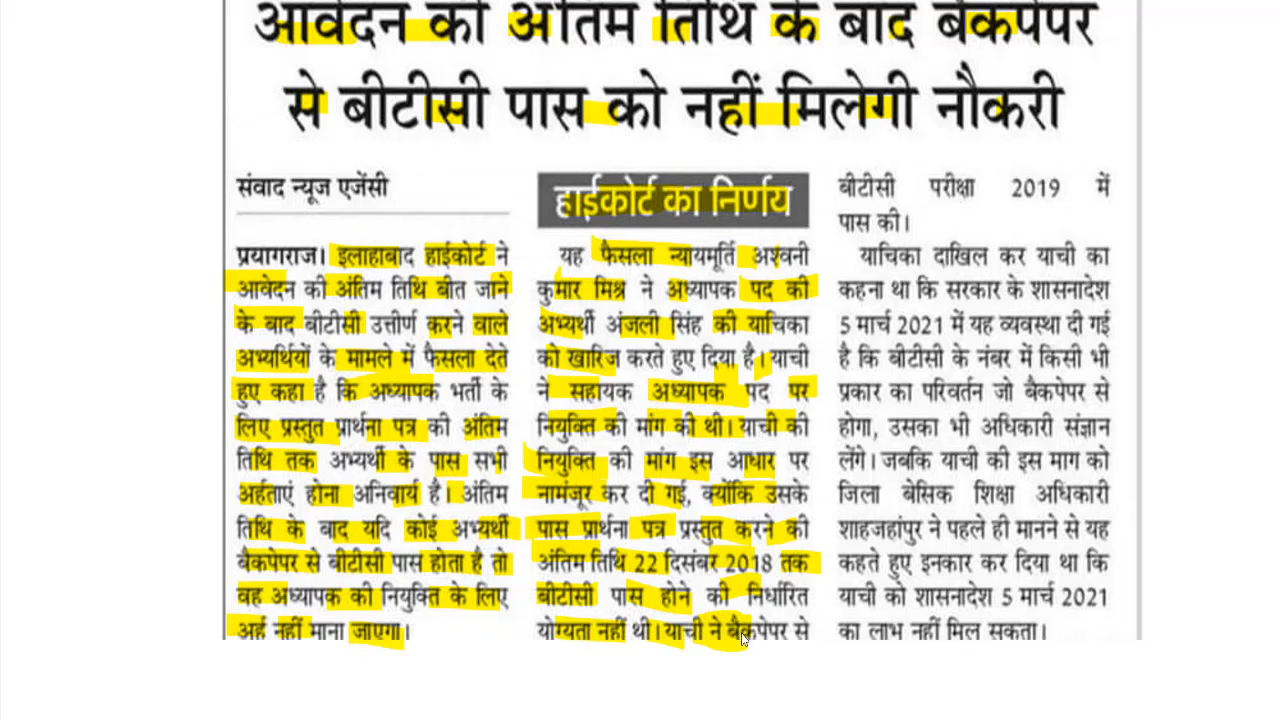 आवेदन की अंतिम तिथि के बाद बैकपेपर
से बीटीसी पास को नहीं मिलेगी नौकरी
संवाद न्यूज एजेंसी
प्रयागराज। इलाहाबाद हाईकोर्ट ने
आवेदन की अंतिम तिथि बीत जाने
के बाद बीटीसी उत्तीर्ण करने वाले
अभ्यर्थियों के मामले में फैसला देते
हुए कहा है कि अध्यापक भर्ती के
लिए प्रस्तुत प्रार्थना पत्र की अंतिम
तिथि तक अभ्यर्थी के पास सभी
अर्हताएं होना अनिवार्य है। अंतिम
तिथि के बाद यदि कोई अभ्यर्थी
बैकपेपर से बीटीसी पास होता है तो
वह अध्यापक की नियुक्ति के लिए
अर्ह नहीं माना जाएगा।
हाईकोर्ट का निर्णय
यह फैसला न्यायमूर्ति अश्वनी
कुमार मिश्र ने अध्यापक पद की
अभ्यर्थी अंजली सिंह की याचिका
को खारिज करते हुए दिया है। याची
ने सहायक अध्यापक पद पर
नियुक्ति की मांग की थी। याची की
नियुक्ति की मांग इस आधार पर
नामंजूर कर दी गई, क्योंकि उसके
पास प्रार्थना पत्र प्रस्तुत करने की
अंतिम तिथि 22 दिसंबर 2018 तक
बीटीसी पास होने की निर्धारित
योग्यता नहीं थी। याची ने बैकपेपर से
बीटीसी परीक्षा 2019 में
पास की।
याचिका दाखिल कर याची का
कहना था कि सरकार के शासनादेश
5 मार्च 2021 में यह व्यवस्था दी गई
है कि बीटीसी के नंबर में किसी भी
प्रकार का परिवर्तन जो बैकपेपर से
होगा, उसका भी अधिकारी संज्ञान
लेंगे। जबकि याची की इस माग को
जिला बेसिक शिक्षा अधिकारी
शाहजहांपुर ने पहले ही मानने से यह
कहते हुए इनकार कर दिया था कि
याची को शासनादेश 5 मार्च 2021
का लाभ नहीं मिल सकता।